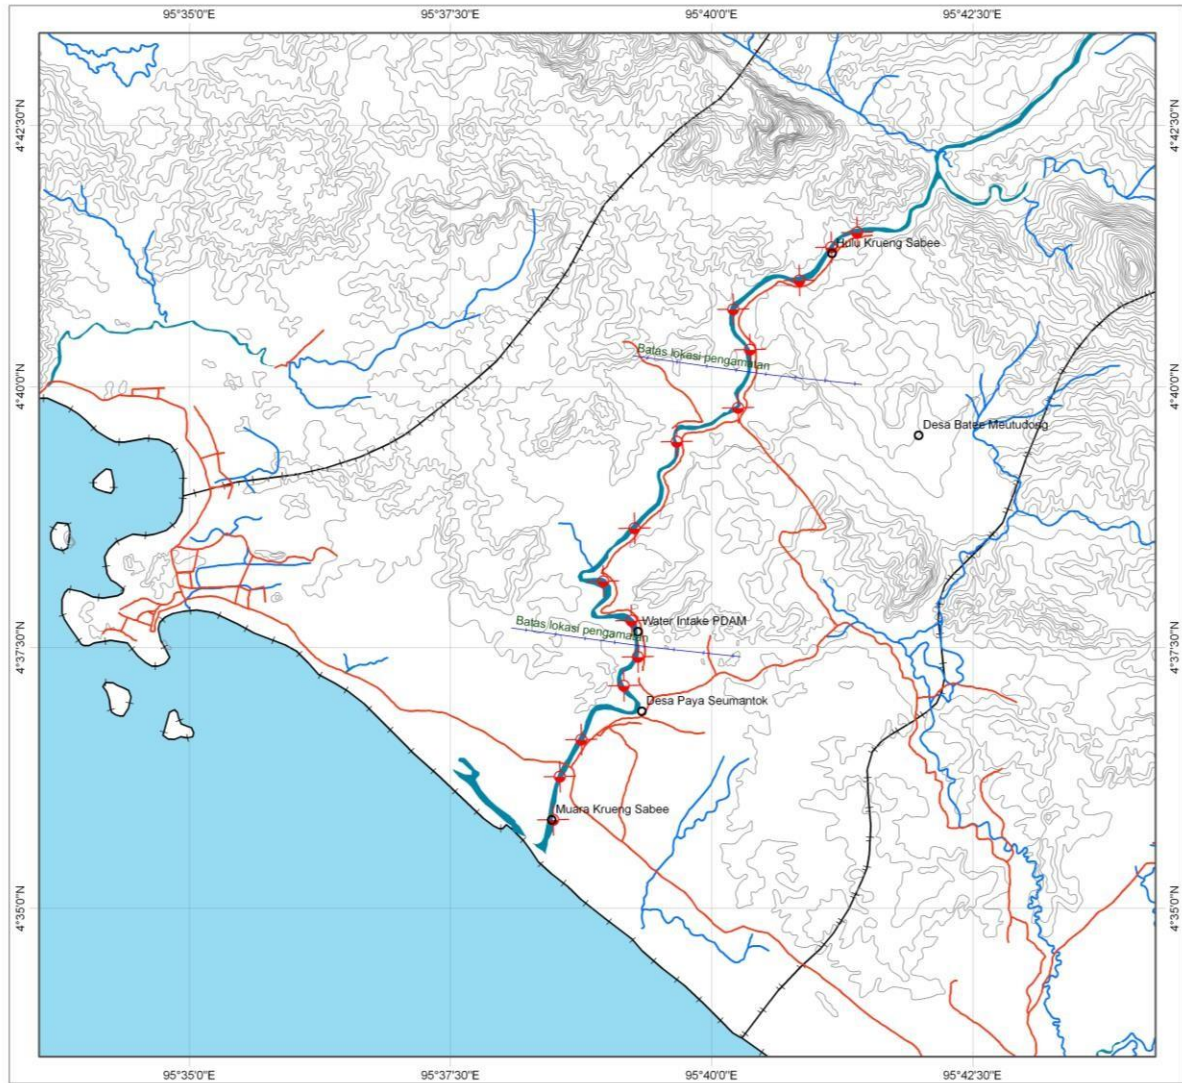 95°35'0"E
95°37'30"E
95°40'0"E
95°42'30"E
4°42'30"N
4°42'30"N
Hulu Krueng Sabee
Batas lokasi pengamatan
4°40'0"N
4°40'0"N
Desa Batee Meutudong
Water Intake PDAM
Batas lokasi pengamatan
4°37'30"N
4°37'30"N
Desa Paya Seumantok
Muara Krueng Sabee
4°35'0"N
4°35'0"N
95°35'0"E
95°37'30"E
95°40'0"E
95°42'30"E